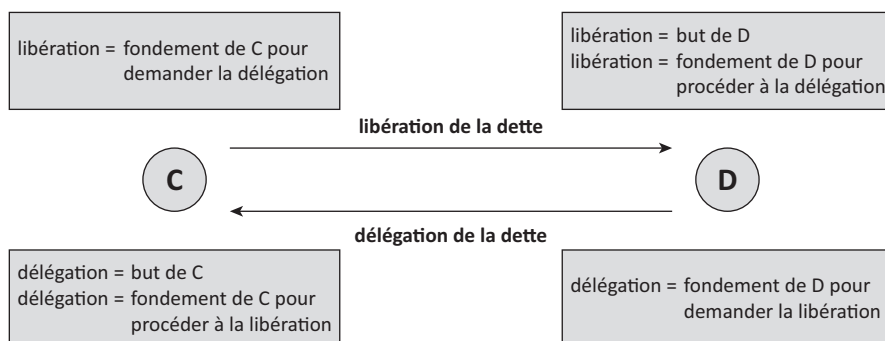 libération = fondement de C pour
demander la délégation
libération = but de D
libération = fondement de D pour
procéder à la délégation
libération de la dette
C
D
délégation de la dette
délégation = but de C
délégation = fondement de C pour
procéder à la libération
délégation = fondement de D pour
demander la libération